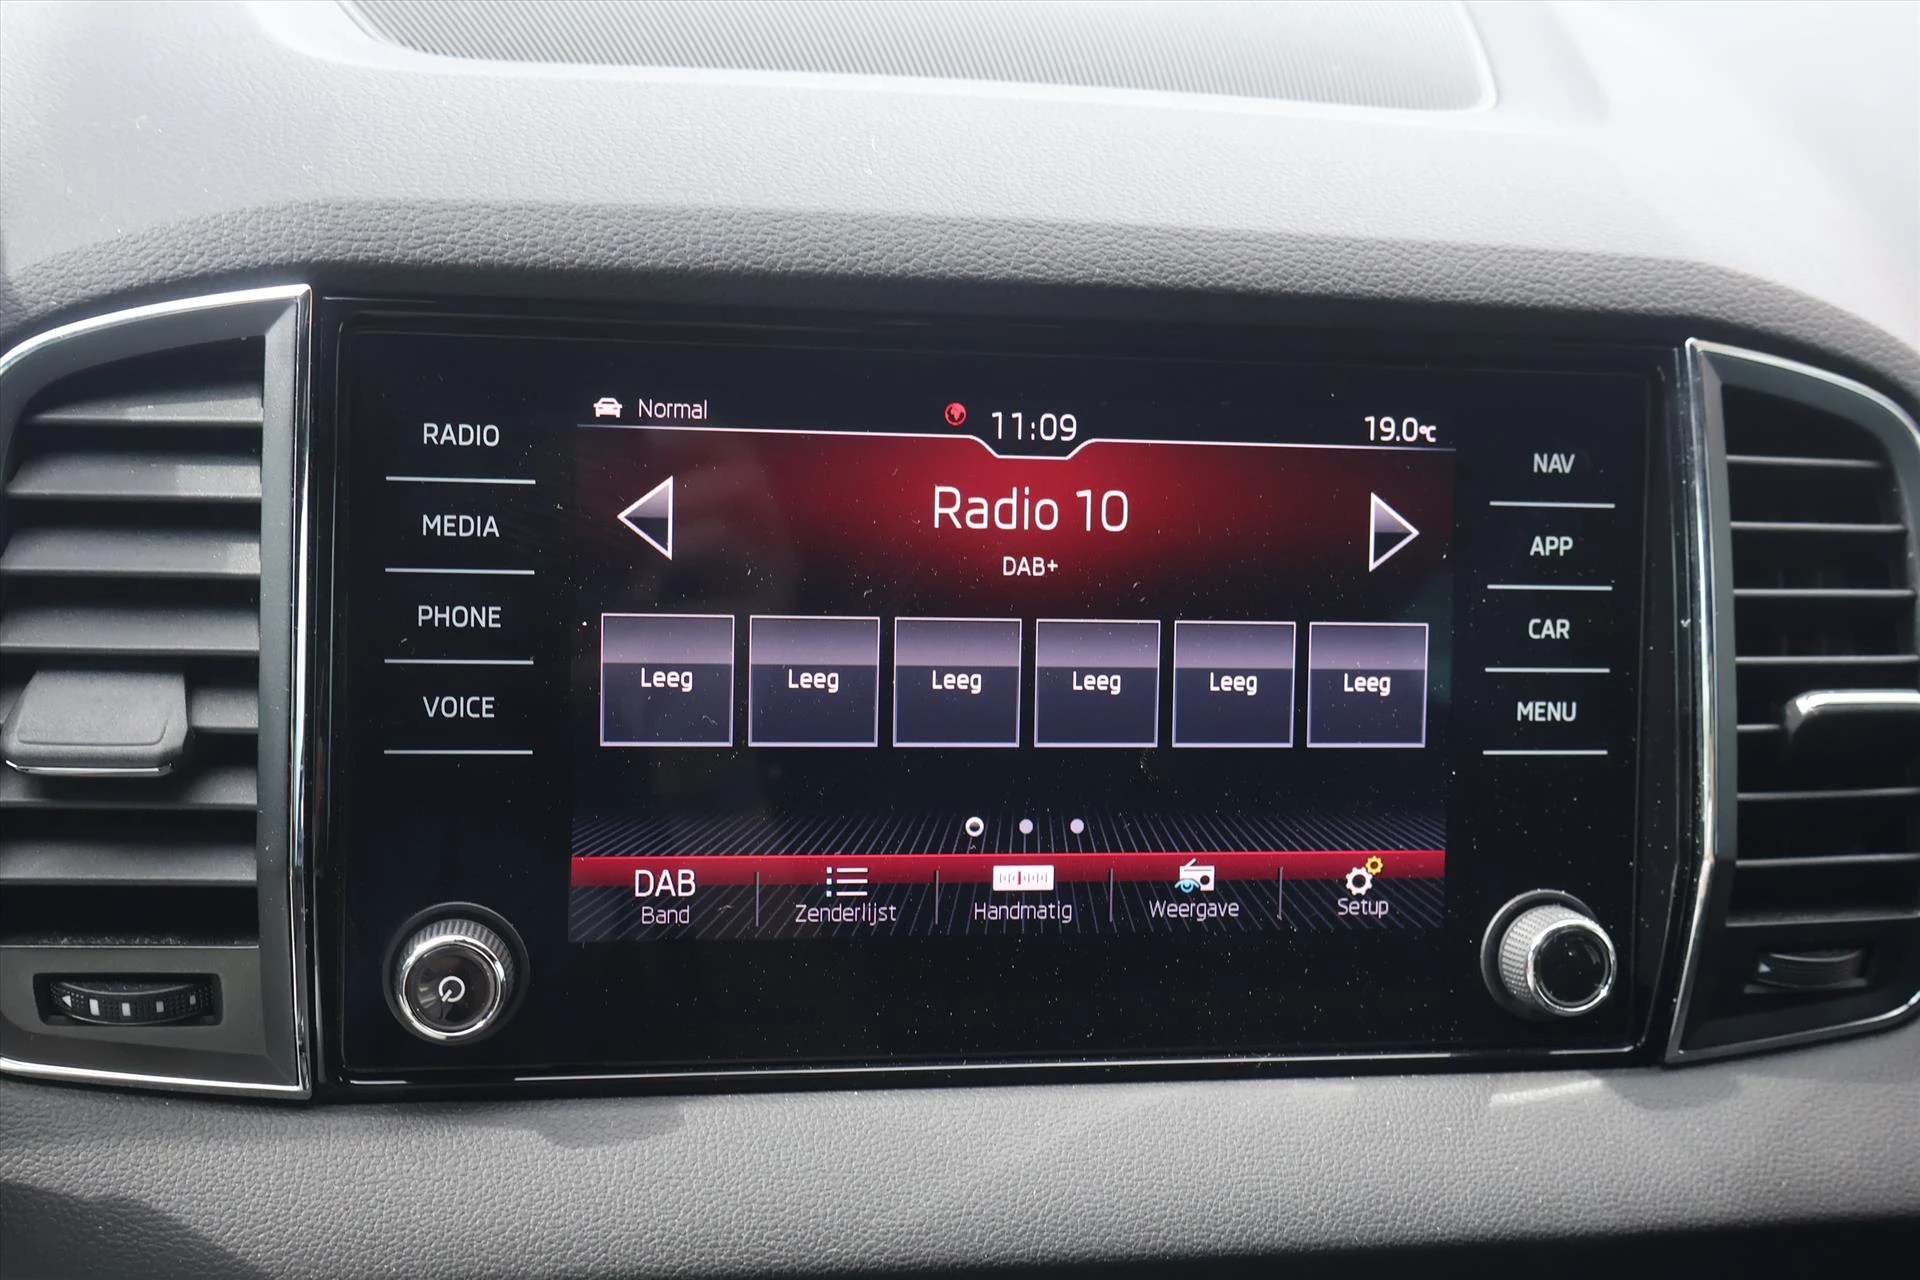 Normal
11:09
19.0°C
RADIO
MEDIA
PHONE
VOICE
Radio 10
DAB+
Leeg Leeg Leeg Leeg Leeg Leeg
NAV
APP
CAR
MENU
DAB
Band Zenderlijst Handmatig Weergave Setup